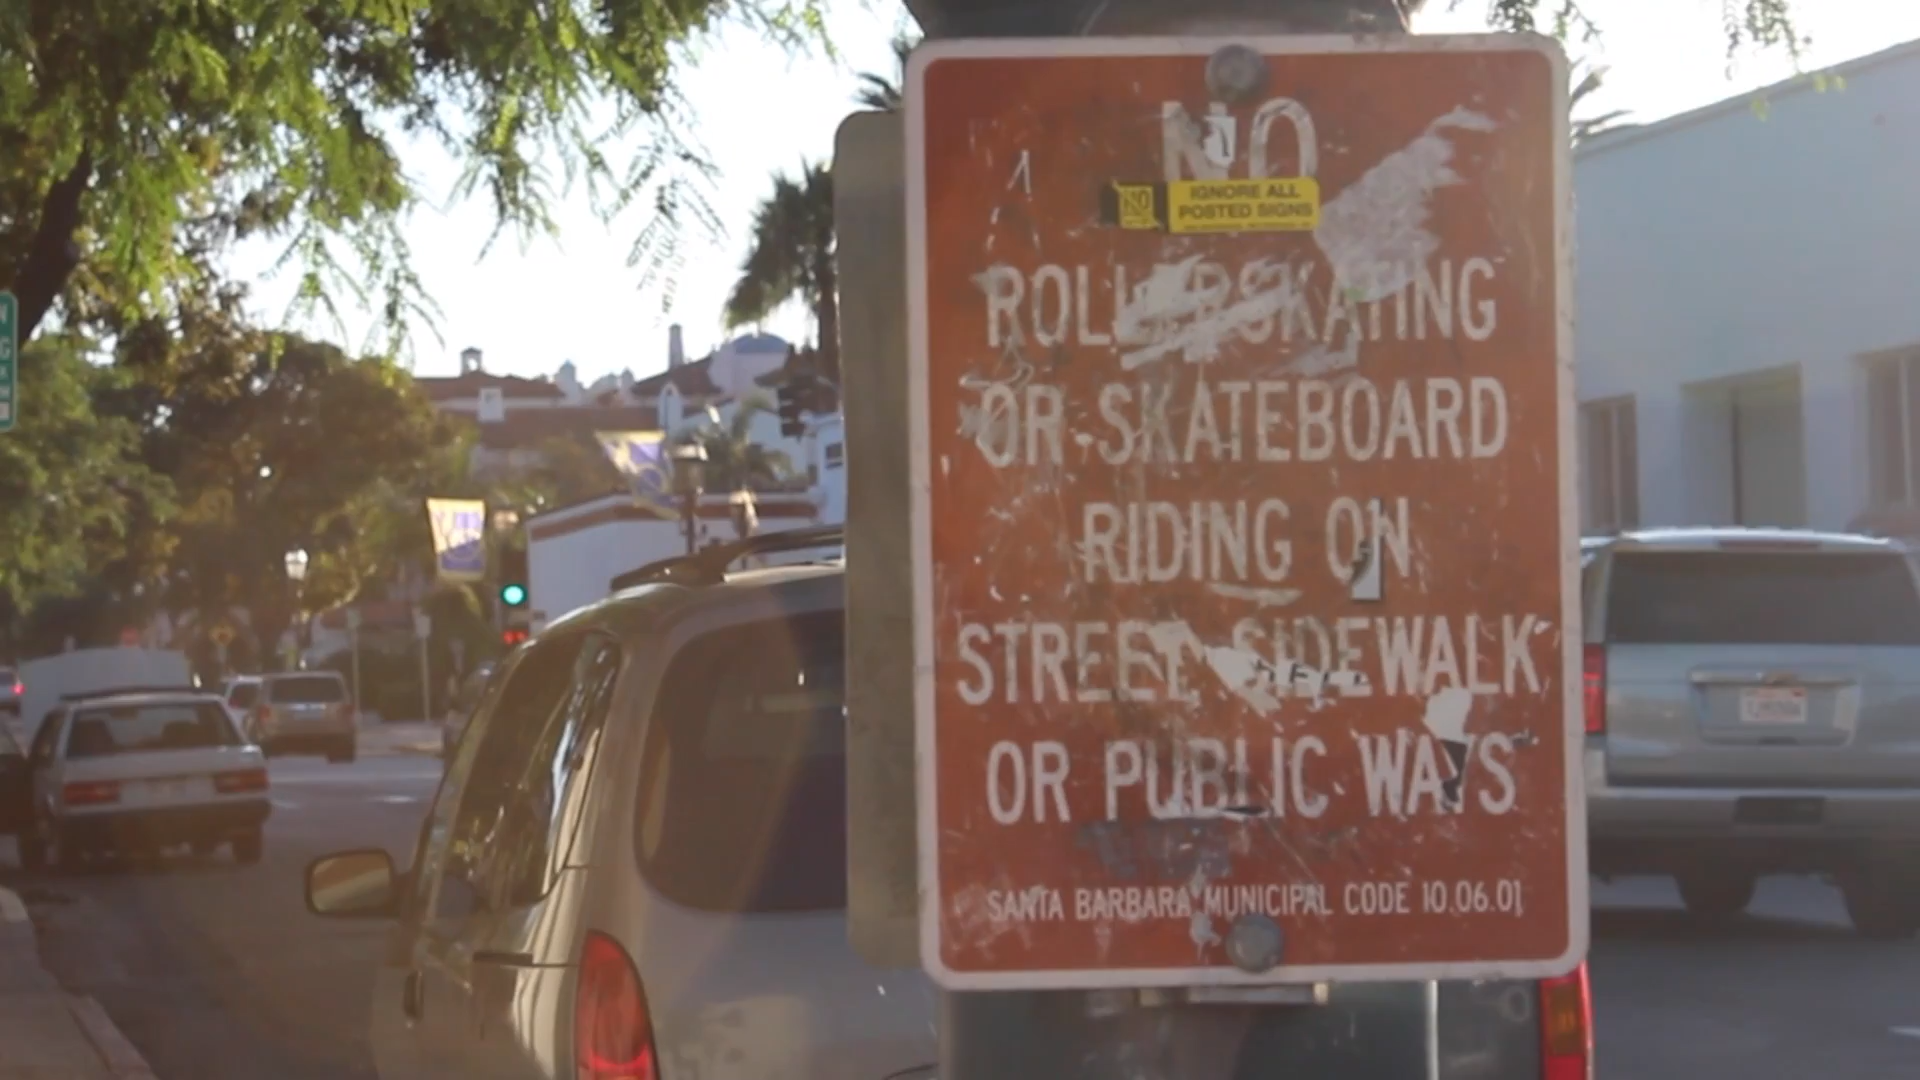 NO
NO
IGNORE ALL
POSTED SIGNS
ROLLERSKATING
OR SKATEBOARD
RIDING ON
STREET, SIDEWALK
OR PUBLIC WAYS
SANTA BARBARA MUNICIPAL CODE 10.06.01